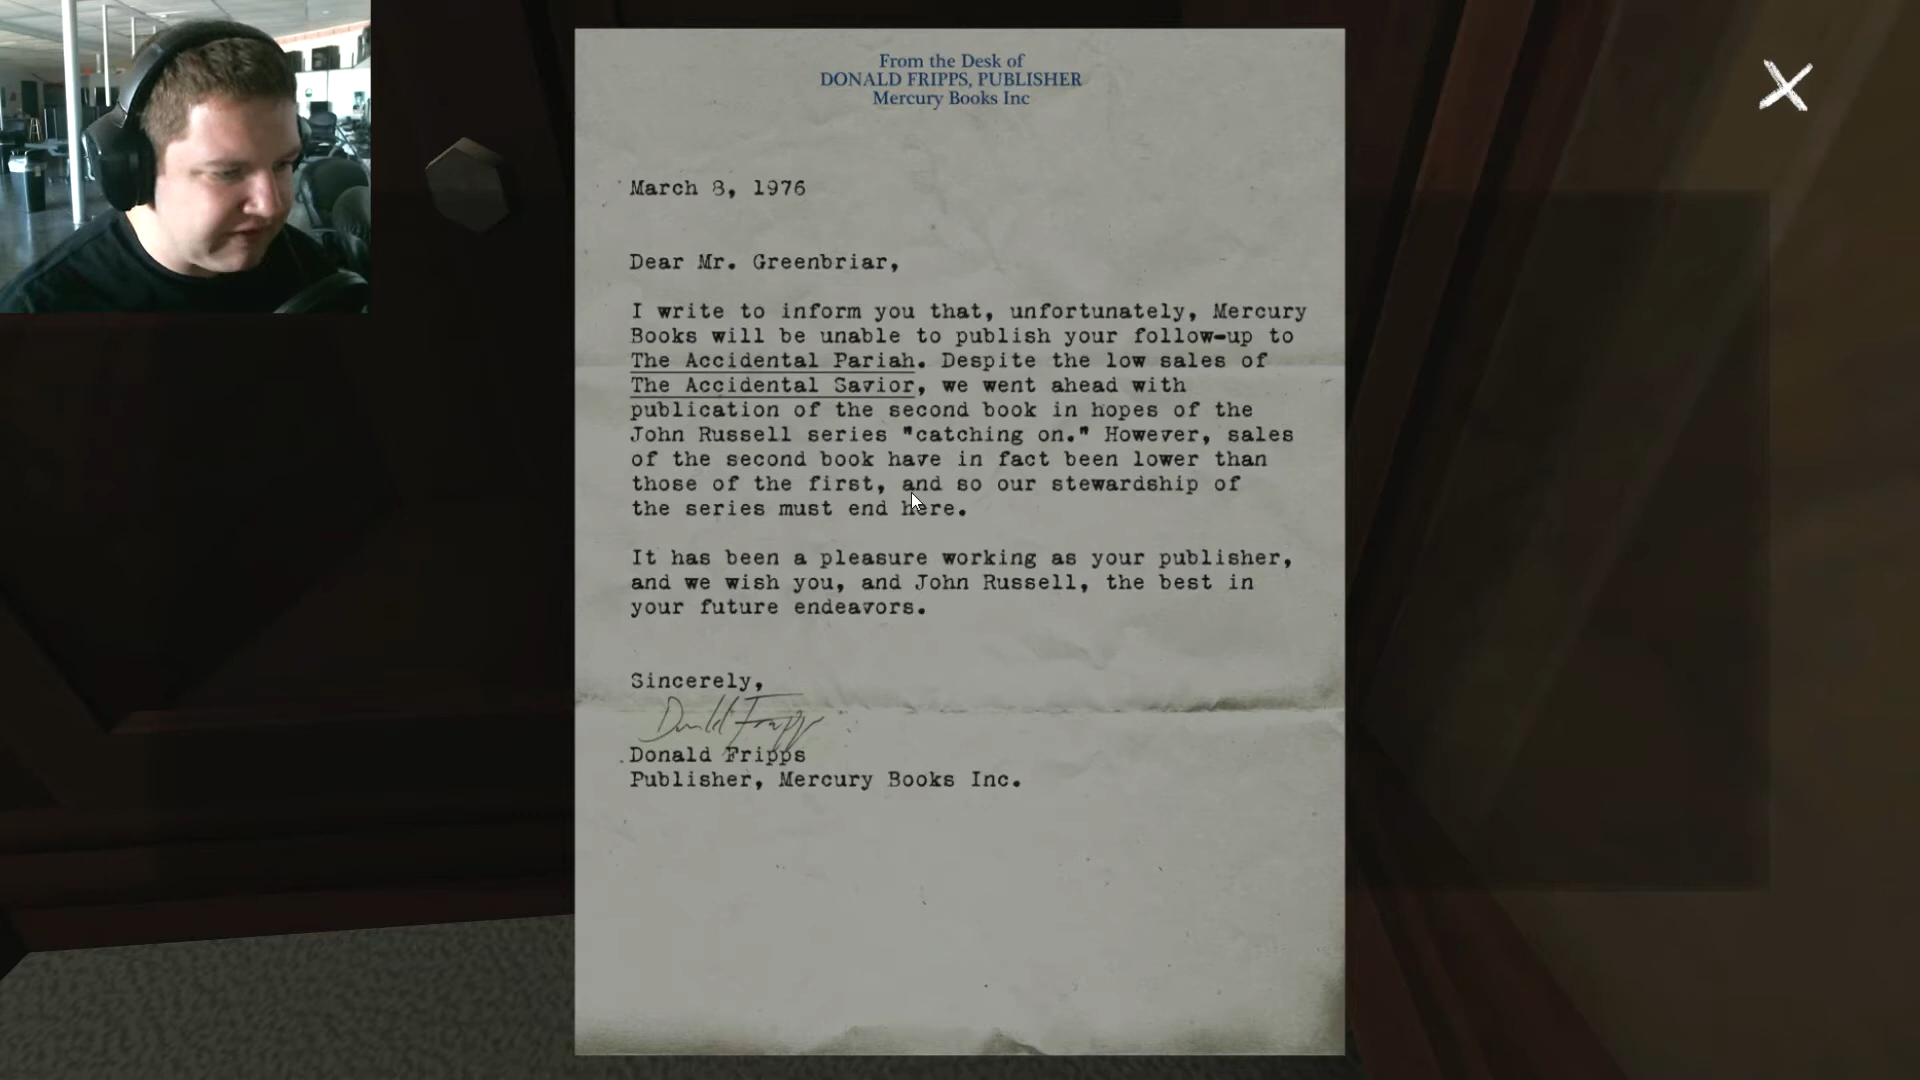 From the Desk of
DONALD FRIPPS, PUBLISHER
Mercury Books Inc
March 8, 1976
Dear Mr. Greenbriar,
I write to inform you that, unfortunately, Mercury
Books will be unable to publish your follow-up to
The Accidental Pariah. Despite the low sales of
The Accidental Savior, we went ahead with
publication of the second book in hopes of the
John Russell series "catching on." However, sales
of the second book have in fact been lower than
those of the first, and so our stewardship of
the series must end here.
It has been a pleasure working as your publisher,
and we wish you, and John Russell, the best in
your future endeavors.
Sincerely,
Donald Fripps
Donald Fripps
Publisher, Mercury Books Inc.